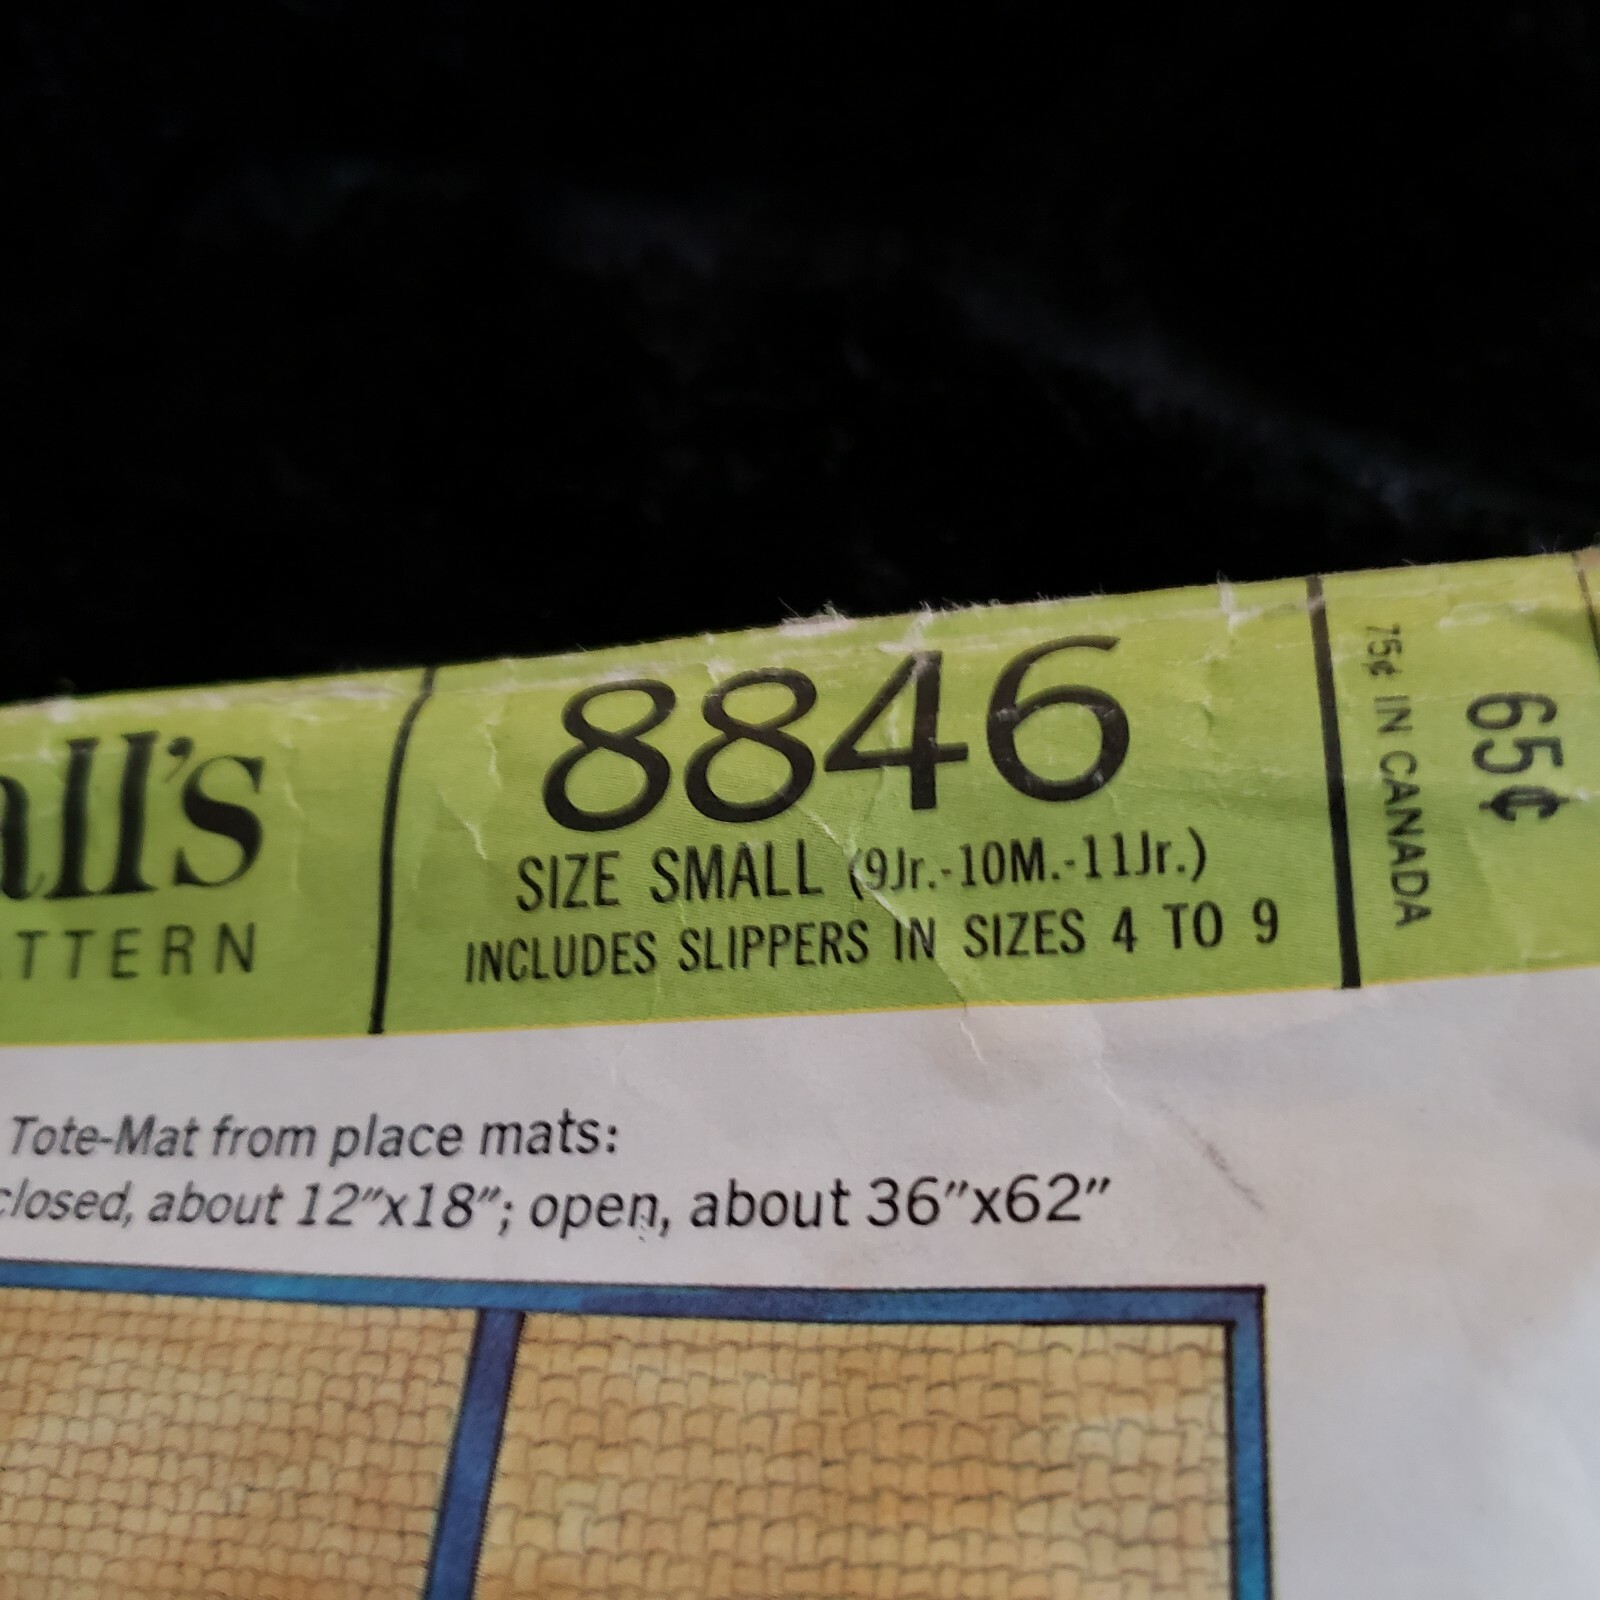 all's
TTERN
8846
SIZE SMALL (9Jr.-10M.-11Jr.)
INCLUDES SLIPPERS IN SIZES 4 TO 9
75¢ IN CANADA
65¢
Tote-Mat from place mats:
closed, about 12"x18"; open, about 36"x62"